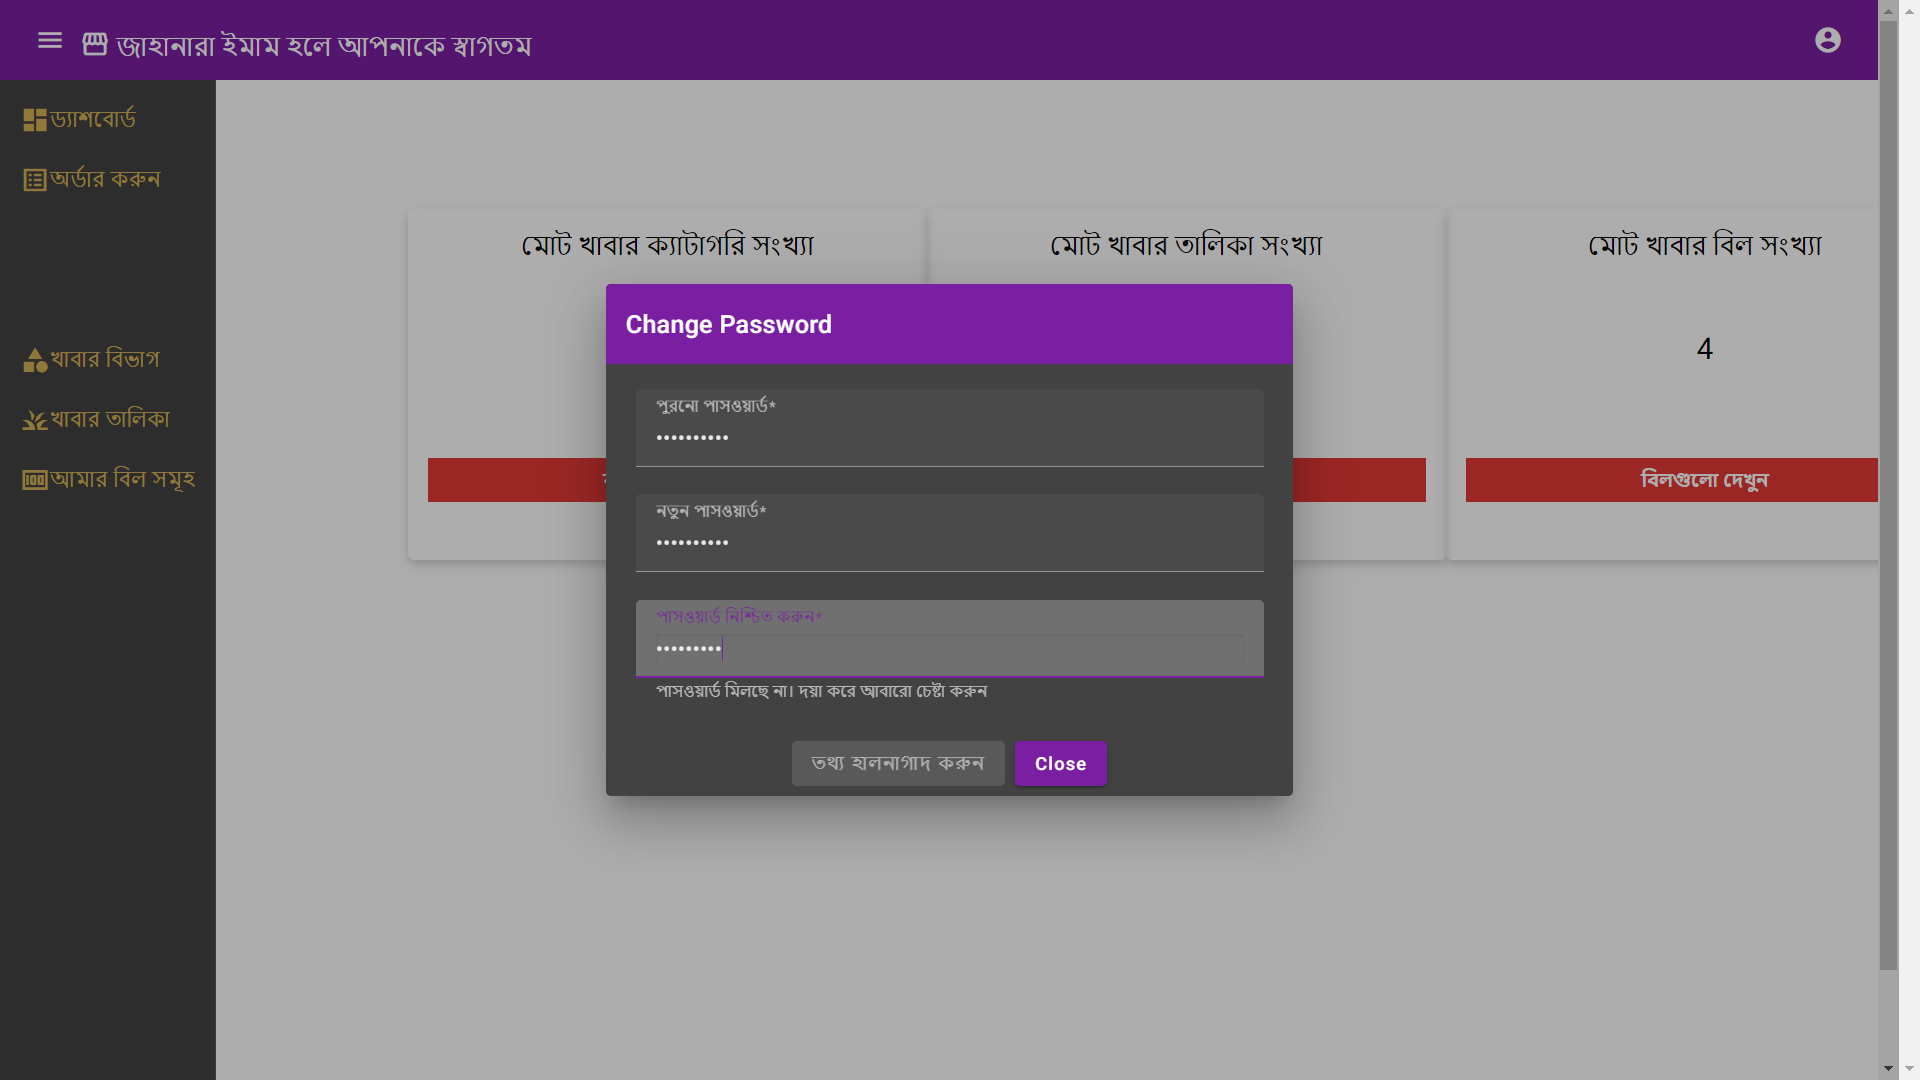 জাহানারা ইমাম হলে আপনাকে স্বাগতম
ড্যাশবোর্ড
অর্ডার করুন
খাবার বিভাগ
খাবার তালিকা
আমার বিল সমূহ
মোট খাবার ক্যাটাগরি সংখ্যা
মোট খাবার তালিকা সংখ্যা
মোট খাবার বিল সংখ্যা
4
বিলগুলো দেখুন
Change Password
পুরনো পাসওয়ার্ড*
••••••••••
নতুন পাসওয়ার্ড*
••••••••••
পাসওয়ার্ড নিশ্চিত করুন*
•••••••••
পাসওয়ার্ড মিলছে না। দয়া করে আবারো চেষ্টা করুন
তথ্য হালনাগাদ করুন
Close